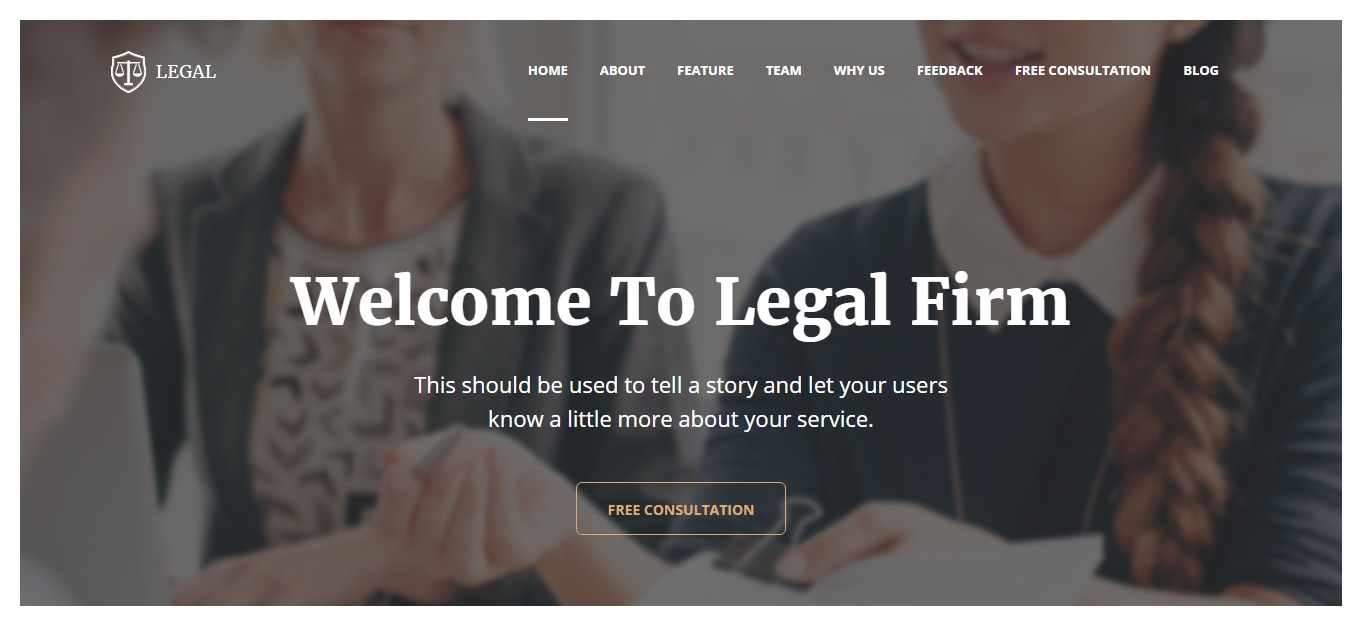 LEGAL
HOME ABOUT FEATURE TEAM WHY US FEEDBACK FREE CONSULTATION BLOG
Welcome To Legal Firm
This should be used to tell a story and let your users
know a little more about your service.
FREE CONSULTATION